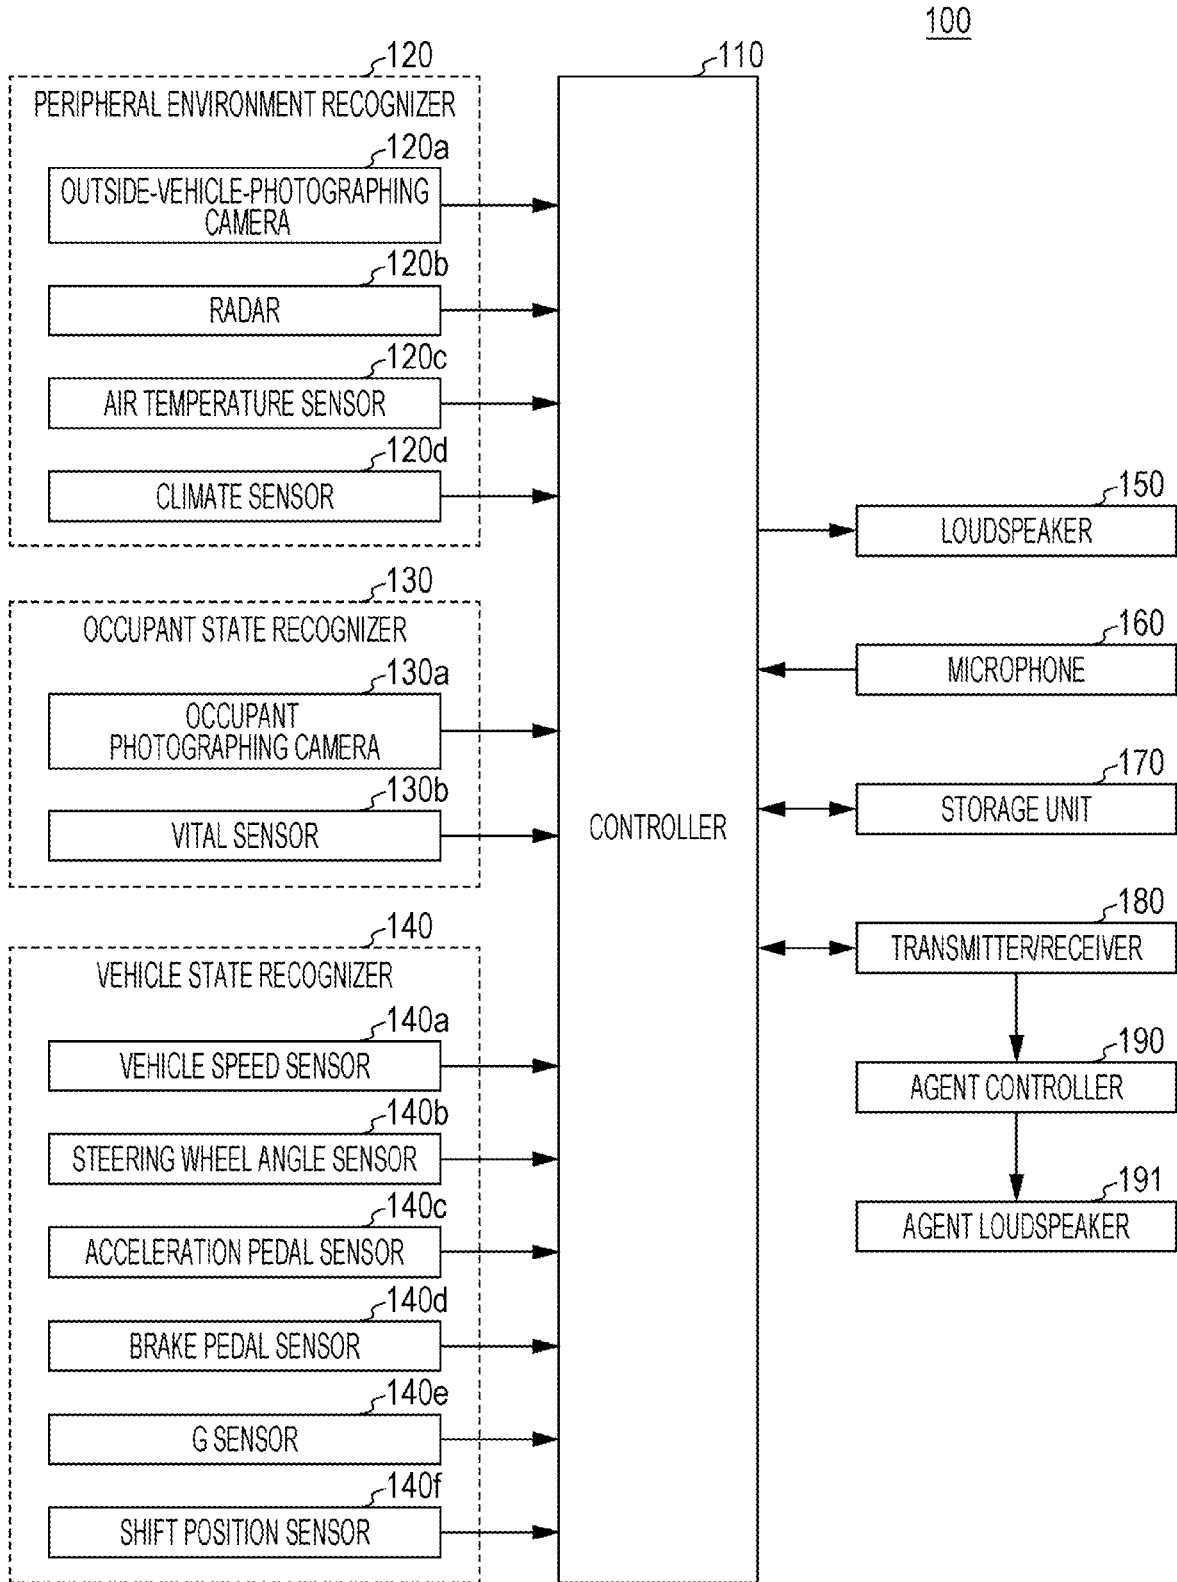 100
120
PERIPHERAL ENVIRONMENT RECOGNIZER
120a
OUTSIDE-VEHICLE-PHOTOGRAPHING
CAMERA
120b
RADAR
120c
AIR TEMPERATURE SENSOR
120d
CLIMATE SENSOR
130
OCCUPANT STATE RECOGNIZER
130a
OCCUPANT
PHOTOGRAPHING CAMERA
130b
VITAL SENSOR
140
VEHICLE STATE RECOGNIZER
140a
VEHICLE SPEED SENSOR
140b
STEERING WHEEL ANGLE SENSOR
140c
ACCELERATION PEDAL SENSOR
140d
BRAKE PEDAL SENSOR
140e
G SENSOR
140f
SHIFT POSITION SENSOR
110
CONTROLLER
150
LOUDSPEAKER
160
MICROPHONE
170
STORAGE UNIT
180
TRANSMITTER/RECEIVER
190
AGENT CONTROLLER
191
AGENT LOUDSPEAKER